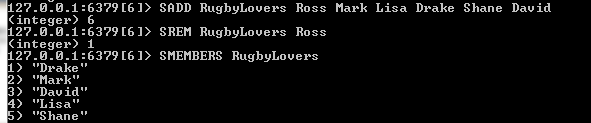 127.0.0.1:6379[6]> SADD RugbyLovers Ross Mark Lisa Drake Shane David
(integer) 6
127.0.0.1:6379[6]> SREM RugbyLovers Ross
(integer) 1
127.0.0.1:6379[6]> SMEMBERS RugbyLovers
1) "Drake"
2) "Mark"
3) "David"
4) "Lisa"
5) "Shane"